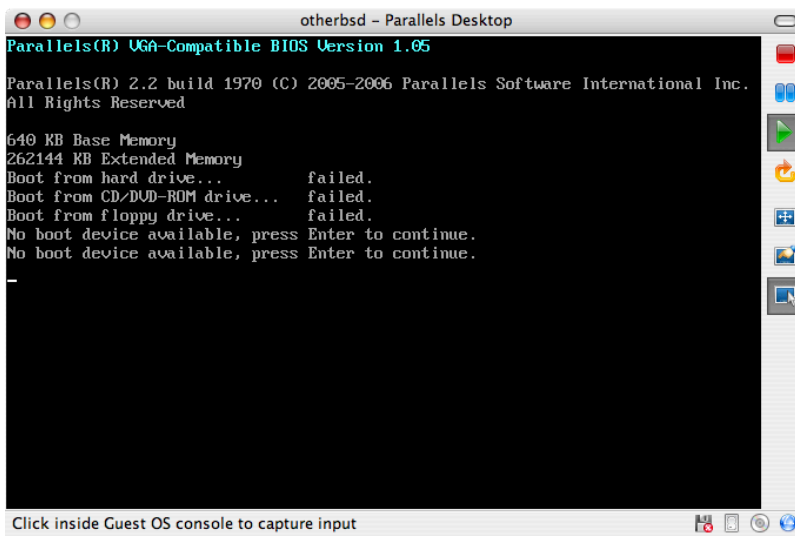 otherbsd – Parallels Desktop
Parallels(R) VGA-Compatible BIOS Version 1.05
Parallels(R) 2.2 build 1970 (C) 2005-2006 Parallels Software International Inc.
All Rights Reserved
640 KB Base Memory
262144 KB Extended Memory
Boot from hard drive... failed.
Boot from CD/DVD-ROM drive... failed.
Boot from floppy drive... failed.
No boot device available, press Enter to continue.
No boot device available, press Enter to continue.
Click inside Guest OS console to capture input